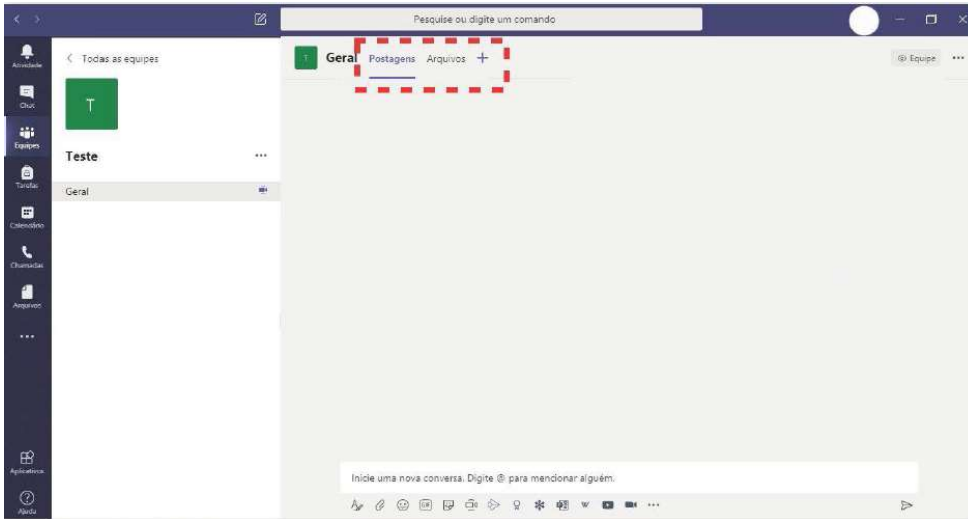 Pesquise ou digite um comando
Atividade
Chat
Equipes
Tarefas
Calendário
Chamadas
Arquivos
Aplicativos
Ajuda
Todas as equipes
T
Teste
Geral
T
Geral Postagens Arquivos +
Equipe
Inicie uma nova conversa. Digite @ para mencionar alguém.
GIF
W